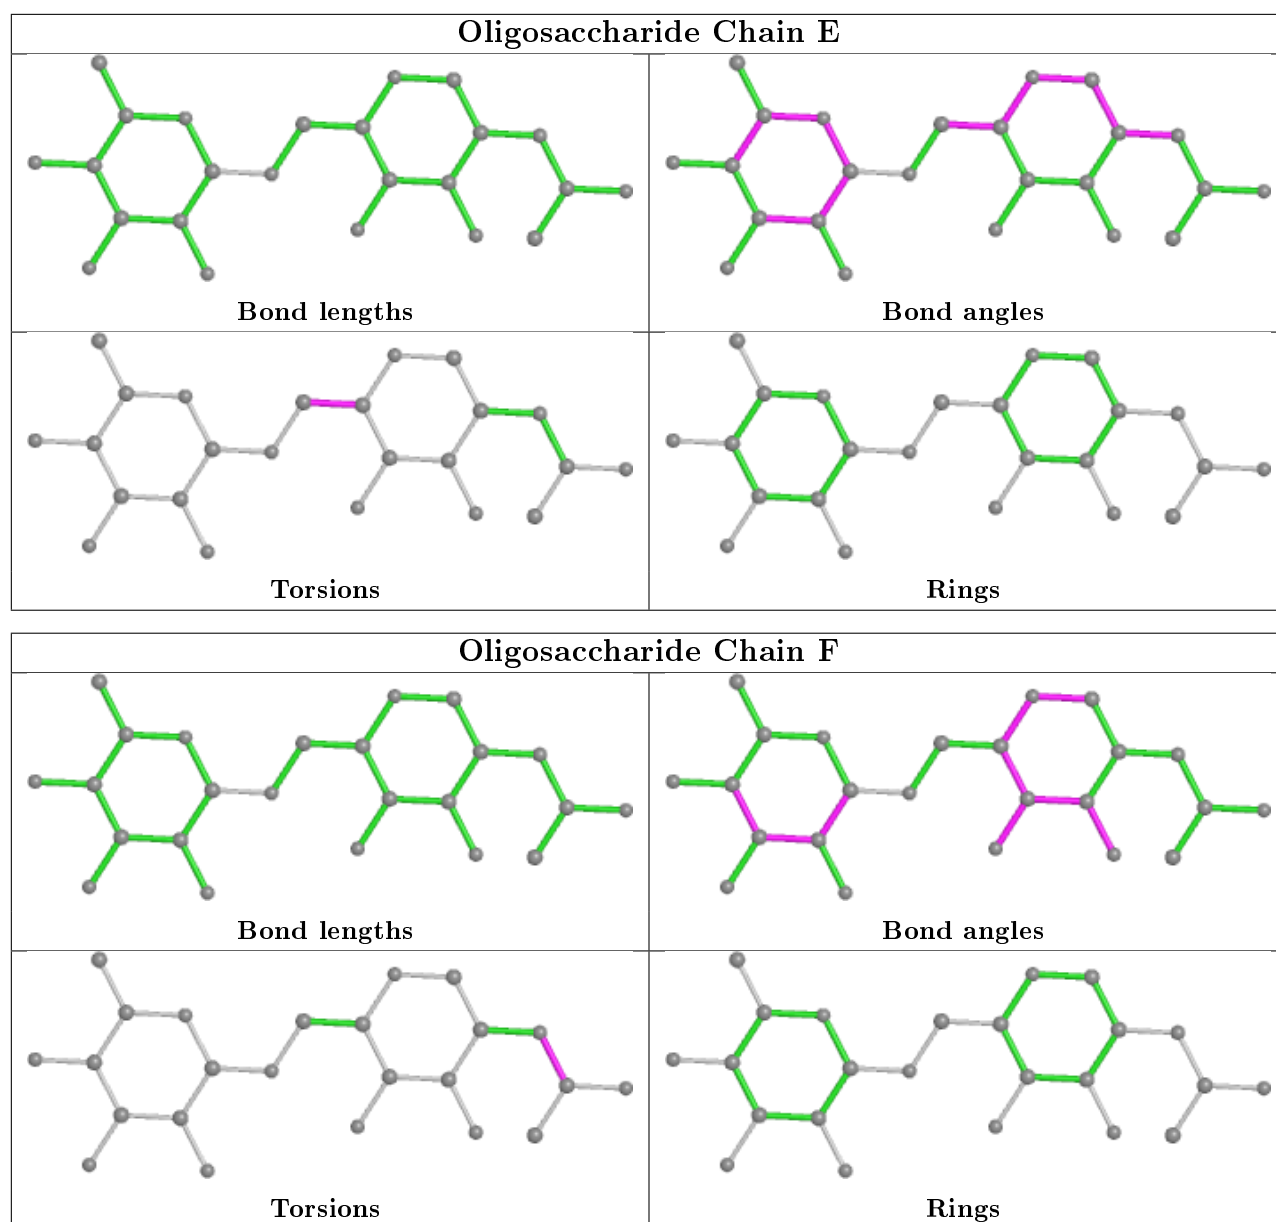 Oligosaccharide Chain E
Bond lengths
Bond angles
Torsions
Rings
Oligosaccharide Chain F
Bond lengths
Bond angles
Torsions
Rings